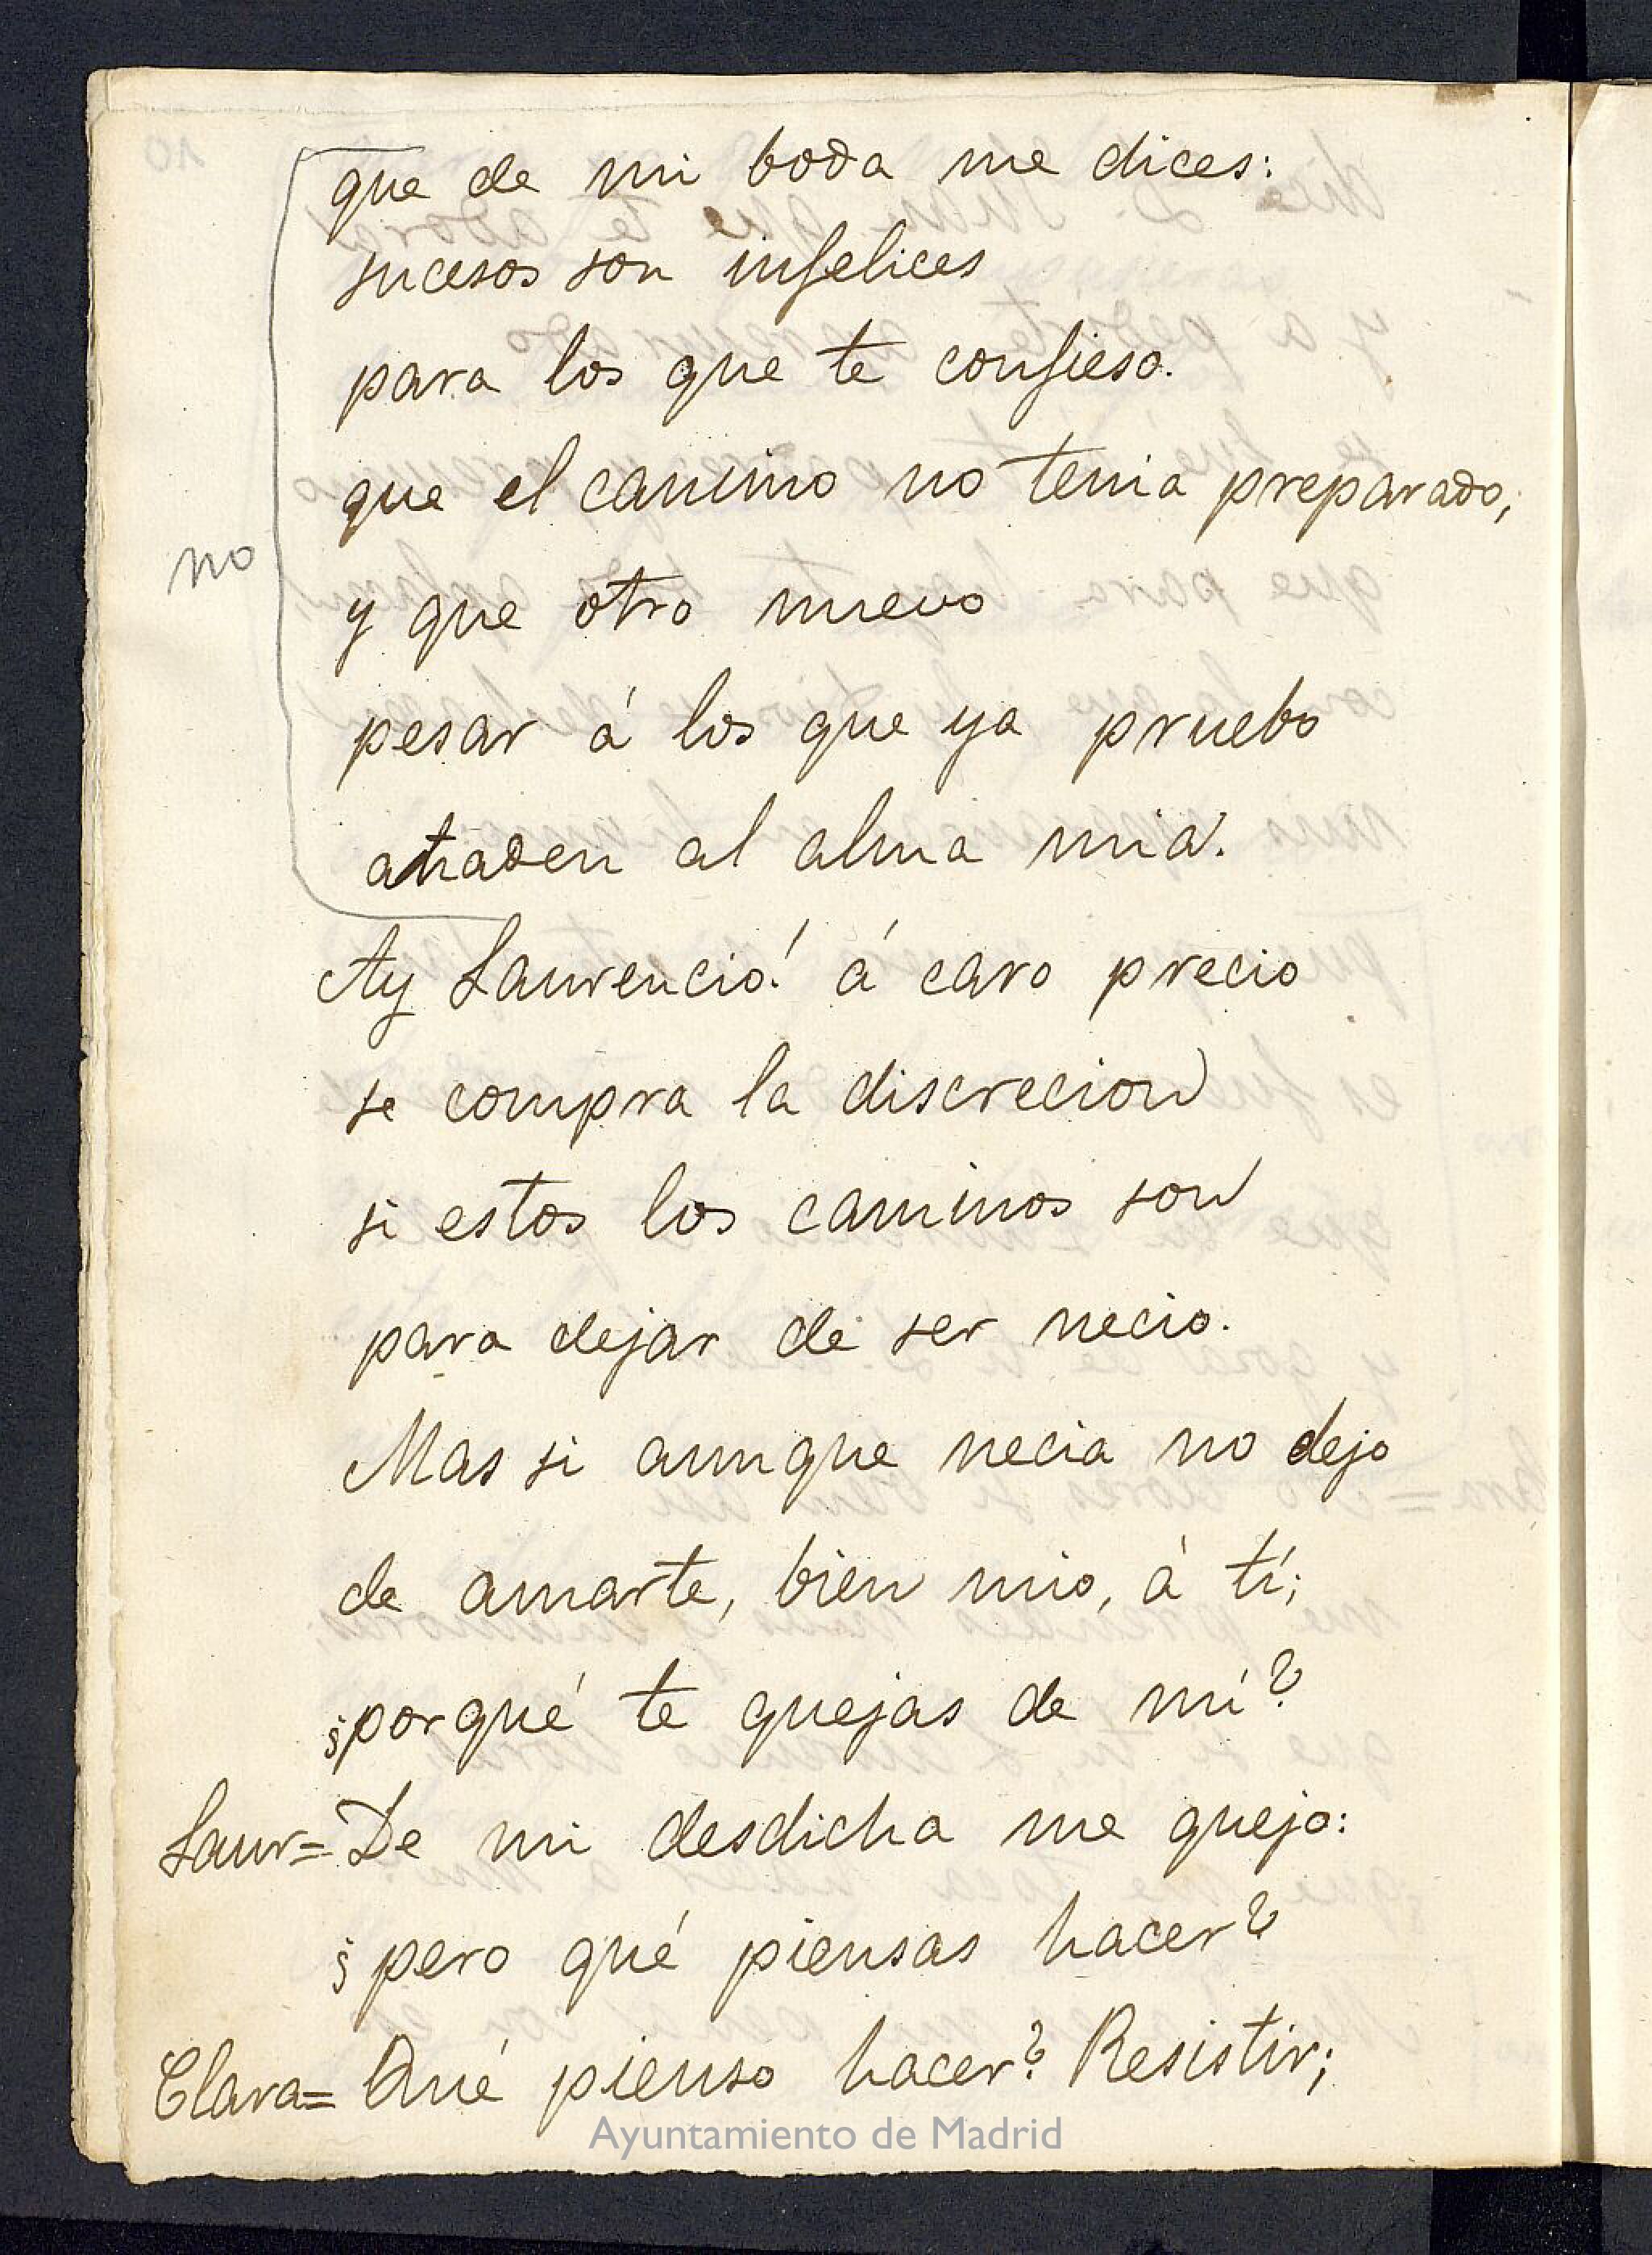 que de mi boda me dices:
sucesos son infelices
para los que te confieso.
que el camino no tenia preparado,
no
y que otro nuevo
pesar á los que ya pruebo
añaden al alma mia.
Ay Laurencio! á caro precio
se compra la discrecion
si estos los caminos son
para dejar de ser necio.
Mas si aunque necia no dejo
de amarte, bien mio, á tí;
¿porqué te quejas de mí?
Laur= De mi desdicha me quejo:
¿pero qué piensas hacer?
Clara= Qué pienso hacer? Resistir;
Ayuntamiento de Madrid